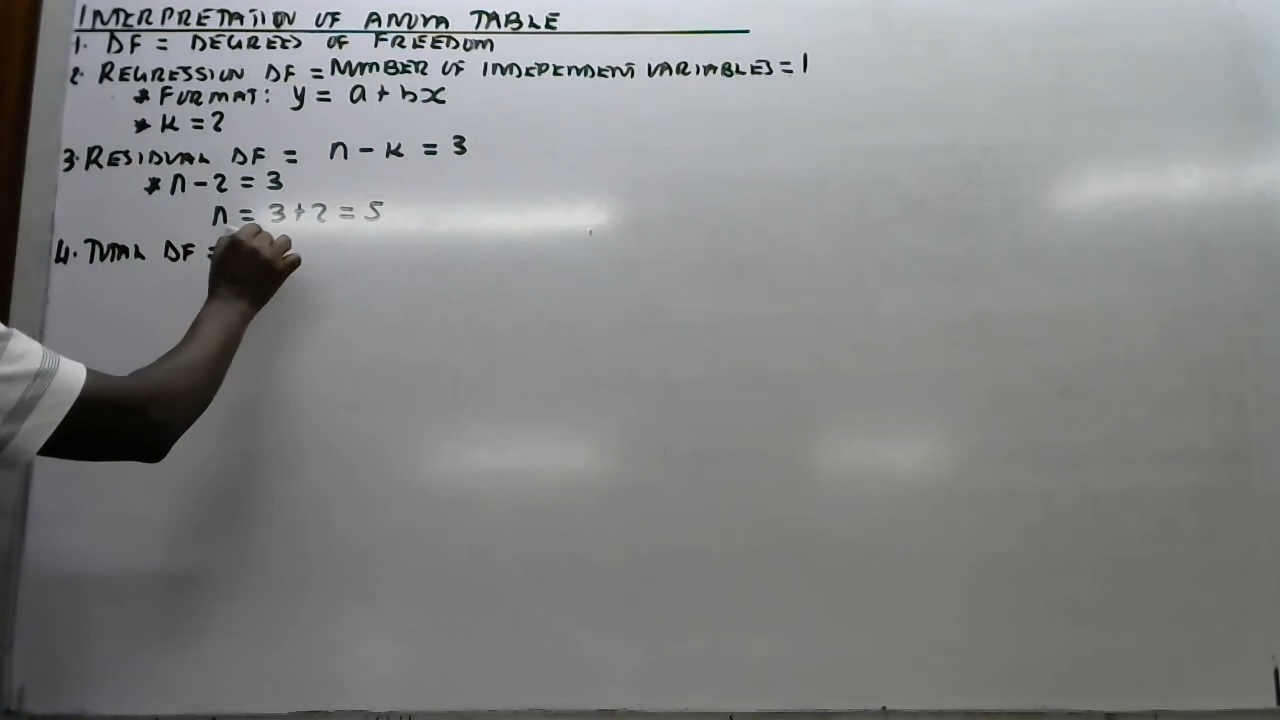 INTERPRETATION OF ANOVA TABLE
1. DF = DEGREES OF FREEDOM
2. REGRESSION DF = NUMBER OF INDEPENDENT VARIABLES = 1
* FORMAT: y = a + bx
* K = 2
3. RESIDUAL DF = n - K = 3
* n - 2 = 3
n = 3 + 2 = 5
4. TOTAL DF =